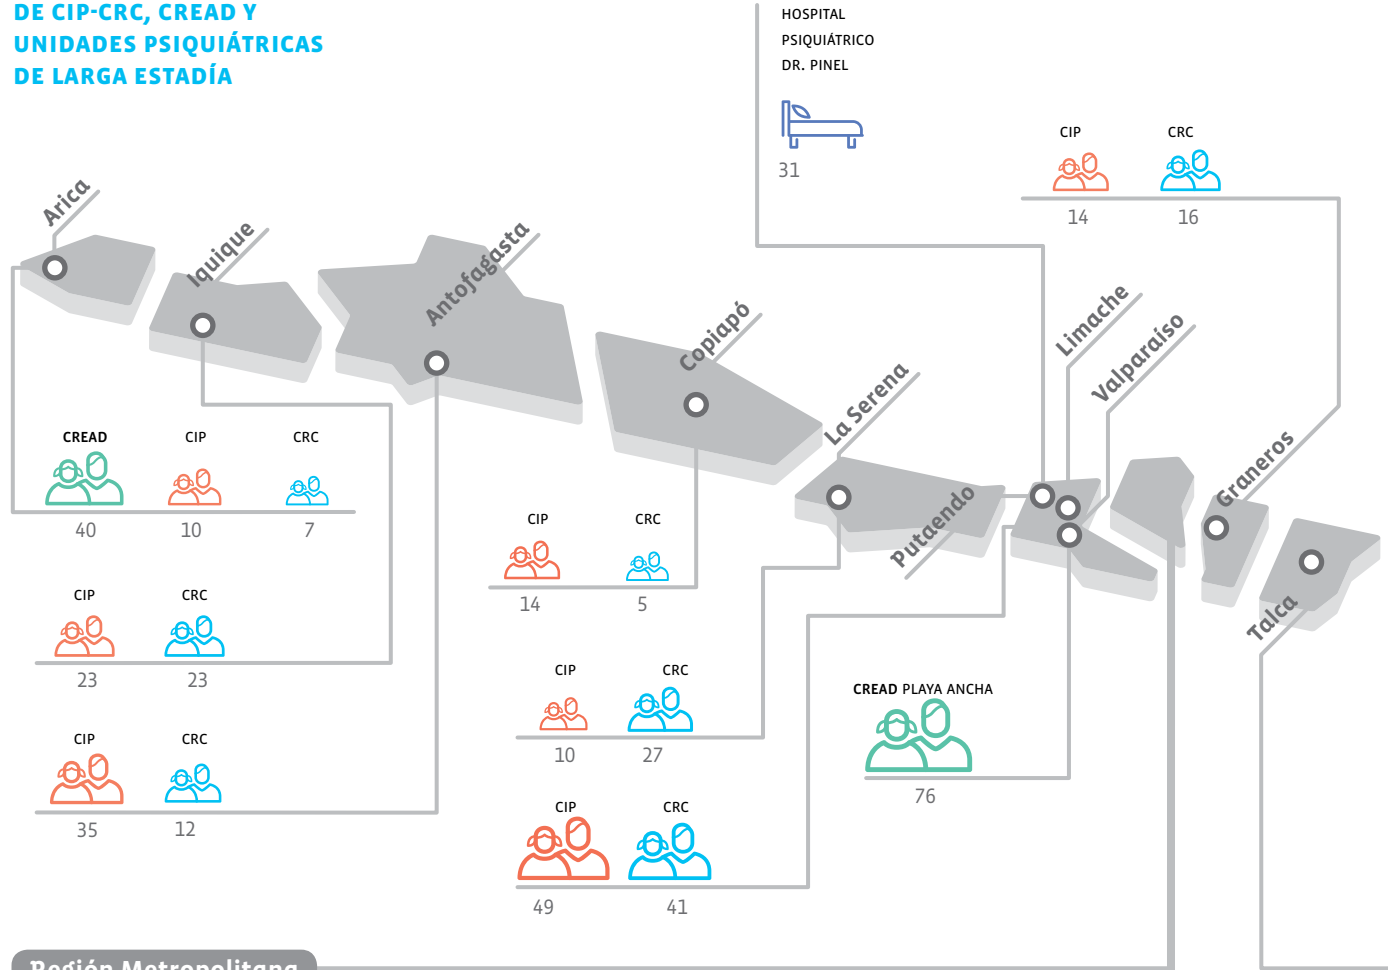 DE CIP-CRC, CREAD Y
UNIDADES PSIQUIÁTRICAS
DE LARGA ESTADÍA
HOSPITAL
PSIQUIÁTRICO
DR. PINEL
31
CIP CRC
14 16
Arica
Iquique
Antofagasta
Copiapó
La Serena
Putaendo
Limache
Valparaíso
Graneros
Talca
CREAD CIP CRC
40 10 7
CIP CRC
23 23
CIP CRC
35 12
CIP CRC
14 5
CIP CRC
10 27
CIP CRC
49 41
CREAD PLAYA ANCHA
76
Región Metropolitana